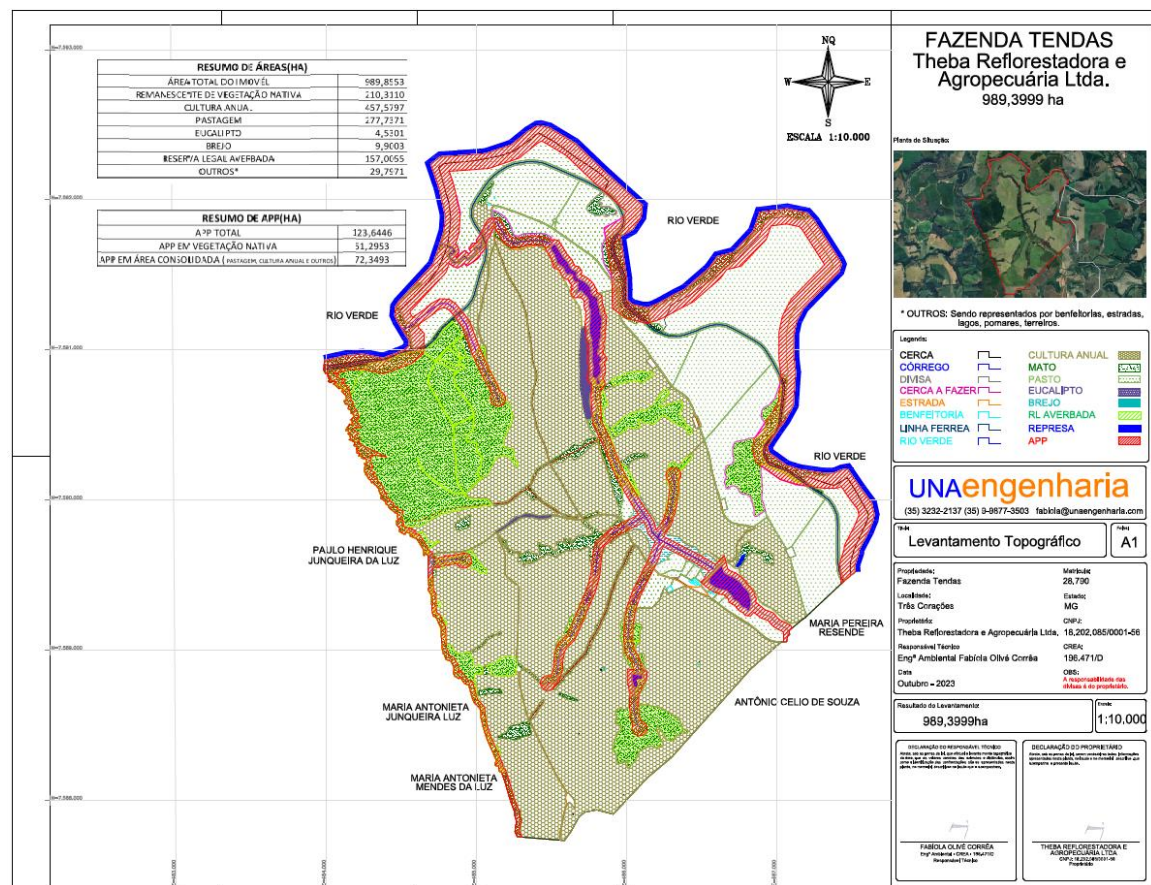 RESUMO DE ÁREAS(HA)
ÁREA TOTAL DO IMOVÉL 989,8553
REMANESCENTE DE VEGETAÇÃO NATIVA 210,3310
CULTURA ANUAL 457,5797
PASTAGEM 277,7371
EUCALIPTO 4,5301
BREJO 9,9003
RESERVA LEGAL AVERBADA 157,0055
OUTROS* 29,7971
RESUMO DE APP(HA)
APP TOTAL 123,6446
APP EM VEGETAÇÃO NATIVA 51,2953
APP EM ÁREA CONSOLIDADA ( PASTAGEM, CULTURA ANUAL E OUTROS) 72,3493
NQ
W E
S
ESCALA 1:10.000
RIO VERDE
RIO VERDE
RIO VERDE
PAULO HENRIQUE
JUNQUEIRA DA LUZ
MARIA PEREIRA
RESENDE
MARIA ANTONIETA
JUNQUEIRA LUZ
ANTÔNIO CELIO DE SOUZA
MARIA ANTONIETA
MENDES DA LUZ
FAZENDA TENDAS
Theba Reflorestadora e
Agropecuária Ltda.
989,3999 ha
Planta de Situação:
* OUTROS: Sendo representados por benfeitorias, estradas,
lagos, pomares, terreiros.
Legenda:
CERCA CULTURA ANUAL
CÓRREGO MATO
DIVISA PASTO
CERCA A FAZER EUCALIPTO
ESTRADA BREJO
BENFEITORIA RL AVERBADA
LINHA FERREA REPRESA
RIO VERDE APP
UNAengenharia
(35) 3232-2137 (35) 9-8877-3503 fabiola@unaengenharia.com
Levantamento Topográfico
A1
Propriedade: Matrícula:
Fazenda Tendas 28,790
Localidade: Estado:
Três Corações MG
Proprietário: CNPJ:
Theba Reflorestadora e Agropecuária Ltda. 18,202,085/0001-56
Responsável Técnico CREA:
Engª Ambiental Fabíola Olivé Corrêa 196.471/D
Data OBS:
Outubro - 2023 A responsabilidade das
divisas é do proprietário.
Resultado do Levantamento:
989,3999ha
1:10.000
DECLARAÇÃO DO RESPONSÁVEL TÉCNICO
DECLARAÇÃO DO PROPRIETÁRIO
FABÍOLA OLIVÉ CORRÊA
Responsável Técnico
THEBA REFLORESTADORA E
AGROPECUÁRIA LTDA
Proprietário